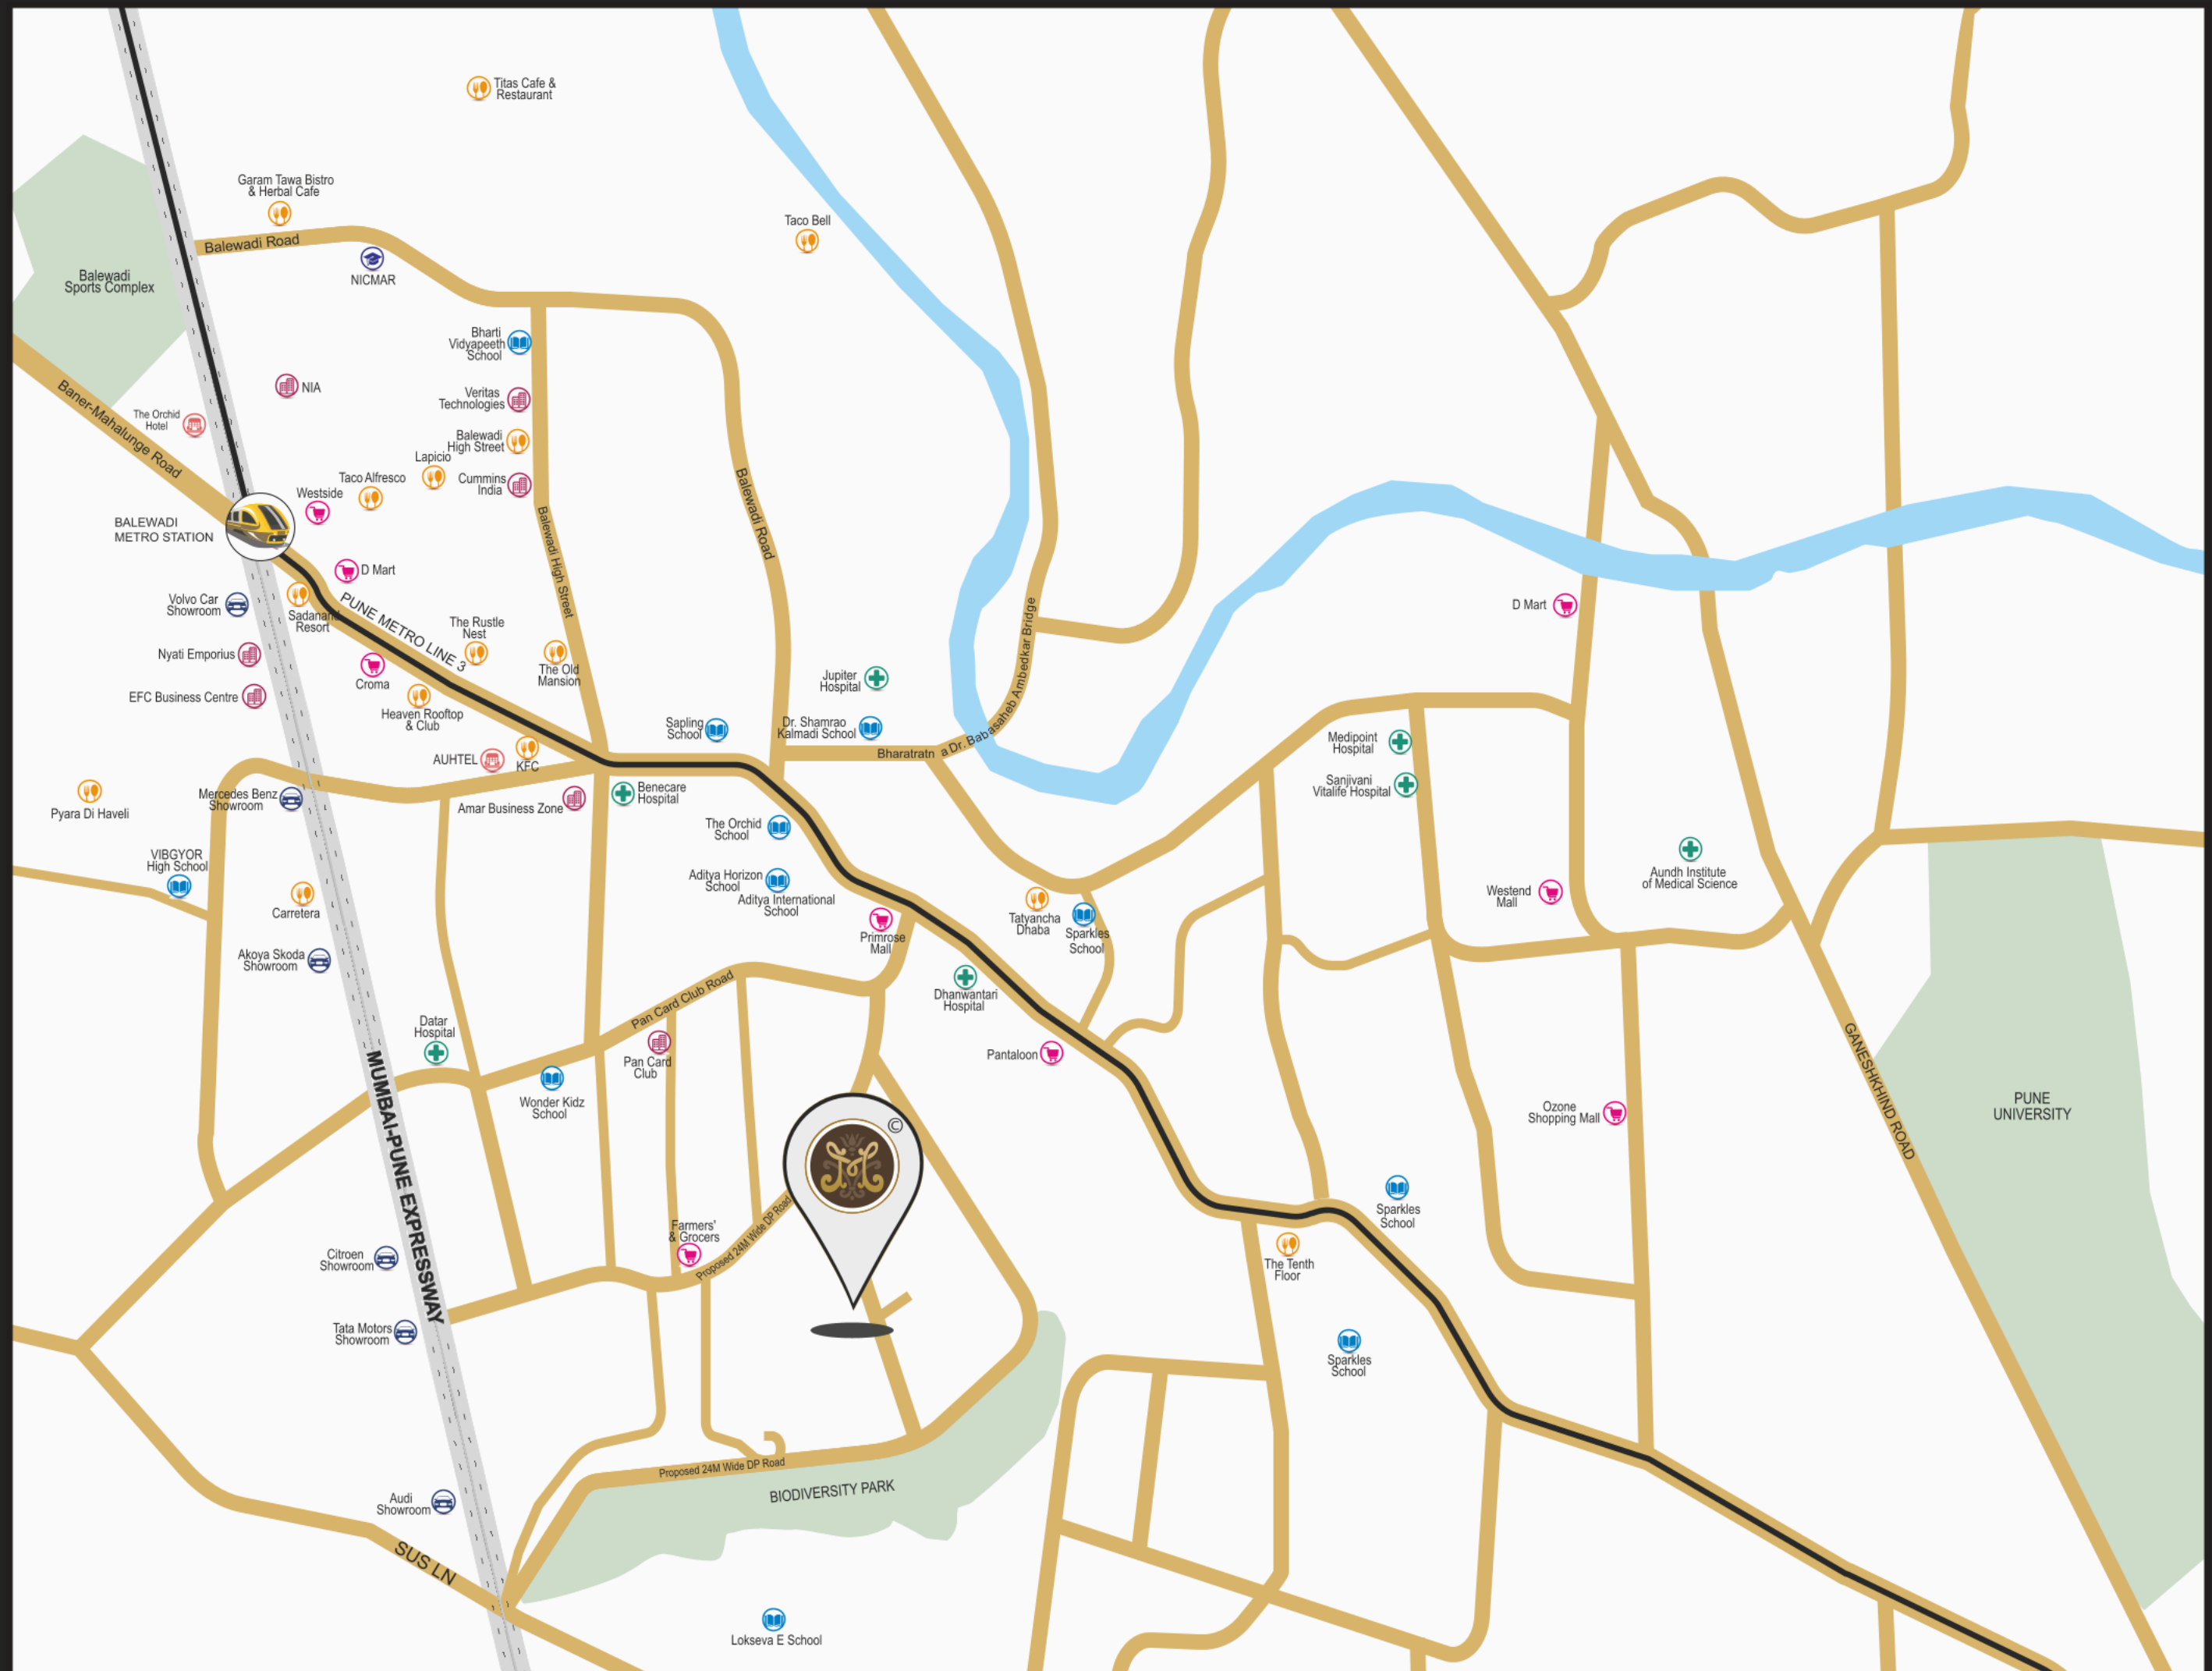 Titas Cafe &
Restaurant
Garam Tawa Bistro
& Herbal Cafe
Taco Bell
Balewadi Road
NICMAR
Balewadi
Sports Complex
Bharti
Vidyapeeth
School
NIA
Veritas
Technologies
Baner-Mahalunge Road
The Orchid
Hotel
Balewadi
High Street
Lapicio
Taco Alfresco
Cummins
India
Westside
Balewadi Road
BALEWADI
METRO STATION
Balewadi High Street
D Mart
Volvo Car
Showroom
Sadanand
Resort
PUNE METRO LINE 3
The Rustle
Nest
D Mart
Nyati Emporius
Croma
The Old
Mansion
EFC Business Centre
Heaven Rooftop
& Club
Jupiter
Hospital
Sapling
School
Dr. Shamrao
Kalmadi School
Bharatratna Dr. Babasaheb Ambedkar Bridge
Medipoint
Hospital
AUHTEL
KFC
Sanjivani
Vitalife Hospital
Mercedes Benz
Showroom
Amar Business Zone
Benecare
Hospital
Pyara Di Haveli
The Orchid
School
VIBGYOR
High School
Aditya Horizon
School
Aditya International
School
Aundh Institute
of Medical Science
Westend
Mall
Carretera
Tatyancha
Dhaba
Sparkles
School
Primrose
Mall
Akoya Skoda
Showroom
Dhanwantari
Hospital
Pan Card Club Road
Datar
Hospital
Pan Card
Club
Pantaloon
GANESHKHIND ROAD
MUMBAI-PUNE EXPRESSWAY
Wonder Kidz
School
Ozone
Shopping Mall
PUNE
UNIVERSITY
©
Sparkles
School
Farmers'
& Grocers
Proposed 24M Wide DP Road
Citroen
Showroom
The Tenth
Floor
Tata Motors
Showroom
Sparkles
School
Proposed 24M Wide DP Road
BIODIVERSITY PARK
Audi
Showroom
SUS LN
Lokseva E School